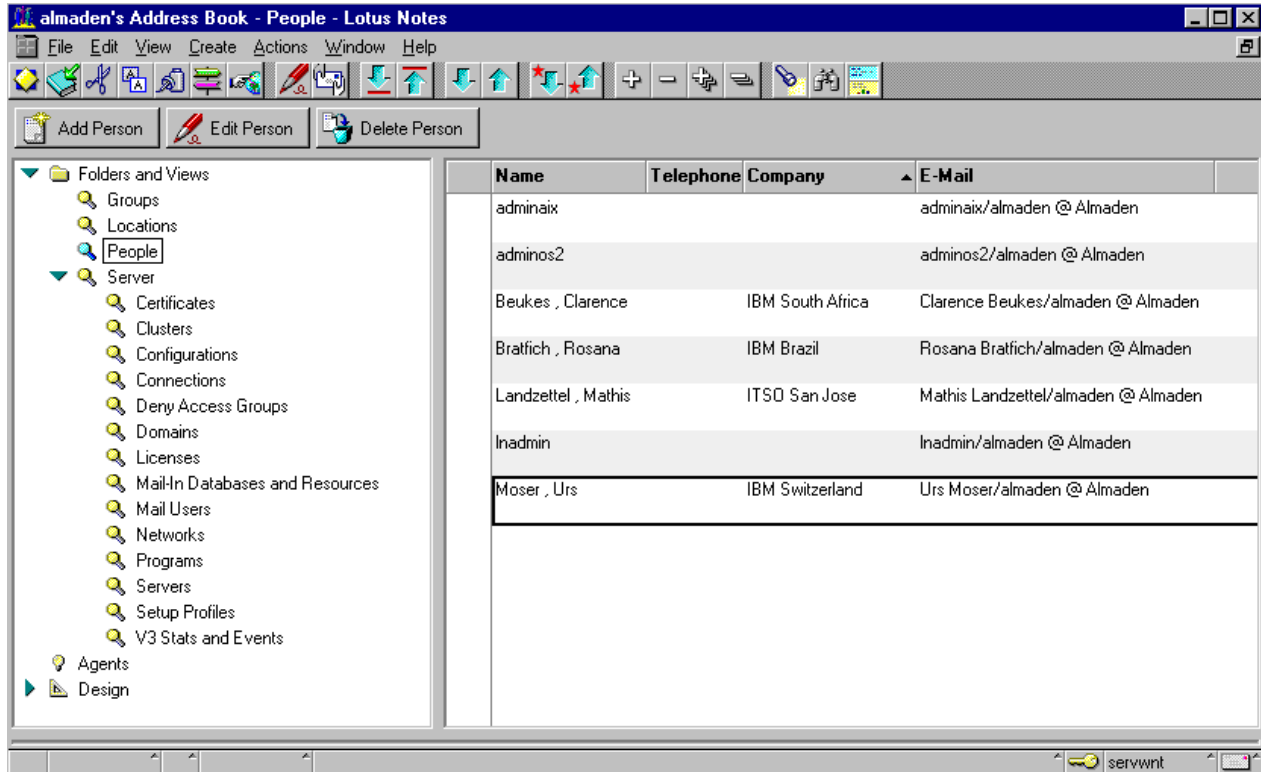 almaden's Address Book - People - Lotus Notes
File Edit View Create Actions Window Help
Add Person Edit Person Delete Person
Folders and Views
Groups
Locations
People
Server
Certificates
Clusters
Configurations
Connections
Deny Access Groups
Domains
Licenses
Mail-In Databases and Resources
Mail Users
Networks
Programs
Servers
Setup Profiles
V3 Stats and Events
Agents
Design
Name Telephone Company E-Mail
adminaix adminaix/almaden @ Almaden
adminos2 adminos2/almaden @ Almaden
Beukes , Clarence IBM South Africa Clarence Beukes/almaden @ Almaden
Bratfich , Rosana IBM Brazil Rosana Bratfich/almaden @ Almaden
Landzettel , Mathis ITSO San Jose Mathis Landzettel/almaden @ Almaden
lnadmin lnadmin/almaden @ Almaden
Moser , Urs IBM Switzerland Urs Moser/almaden @ Almaden
servwnt